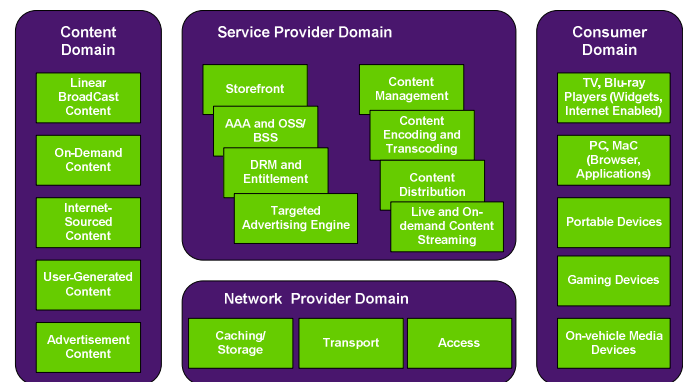 Content
Domain
Linear
BroadCast
Content
On-Demand
Content
Internet-
Sourced
Content
User-Generated
Content
Advertisement
Content
Service Provider Domain
Storefront
AAA and OSS/
BSS
DRM and
Entitlement
Targeted
Advertising Engine
Content
Management
Content
Encoding and
Transcoding
Content
Distribution
Live and On-
demand Content
Streaming
Network Provider Domain
Caching/
Storage
Transport
Access
Consumer
Domain
TV, Blu-ray
Players (Widgets,
Internet Enabled)
PC, MaC
(Browser,
Applications)
Portable Devices
Gaming Devices
On-vehicle Media
Devices